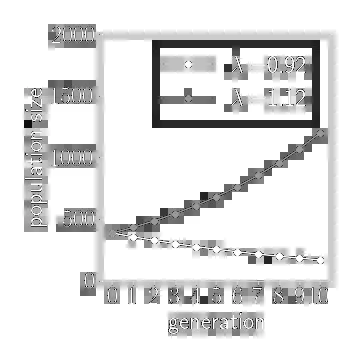 2000
λ = 0.92
1500
λ = 1.12
population size
1000
500
0
0 1 2 3 4 5 6 7 8 9 10
generation